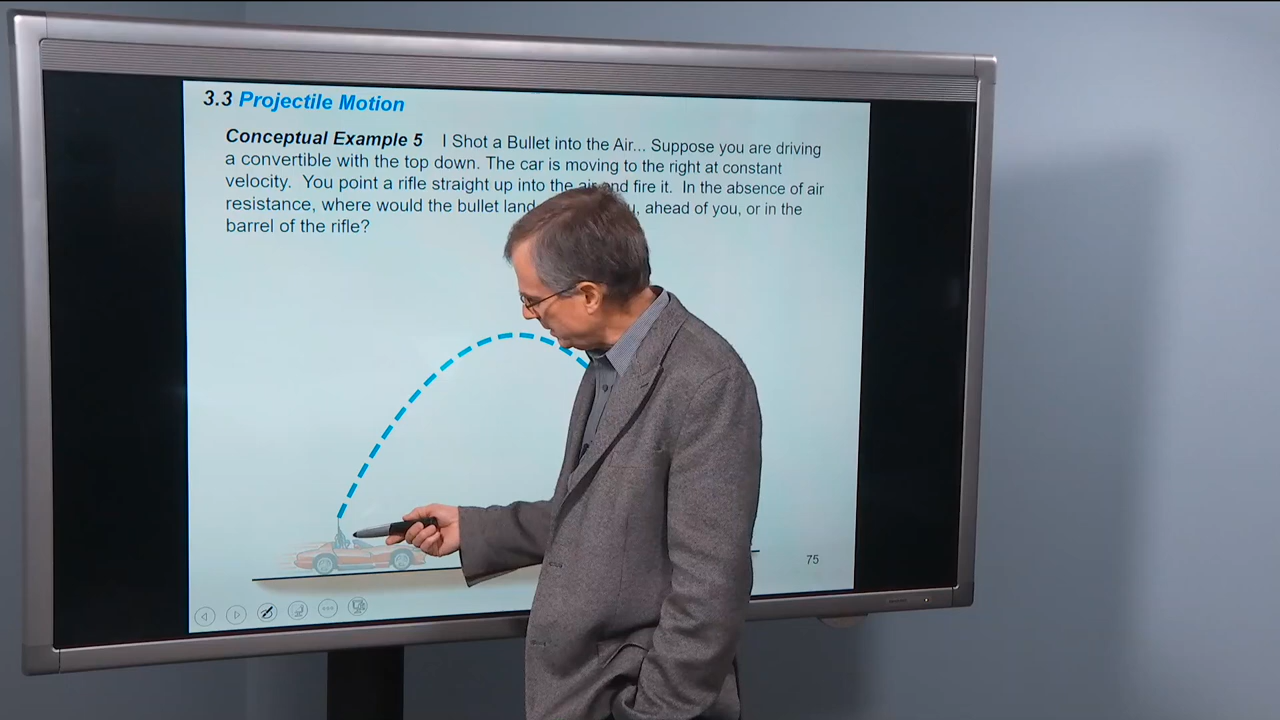 3.3 Projectile Motion
Conceptual Example 5 I Shot a Bullet into the Air... Suppose you are driving
a convertible with the top down. The car is moving to the right at constant
velocity. You point a rifle straight up into the air and fire it. In the absence of air
resistance, where would the bullet land ahead of you, or in the
barrel of the rifle?
75